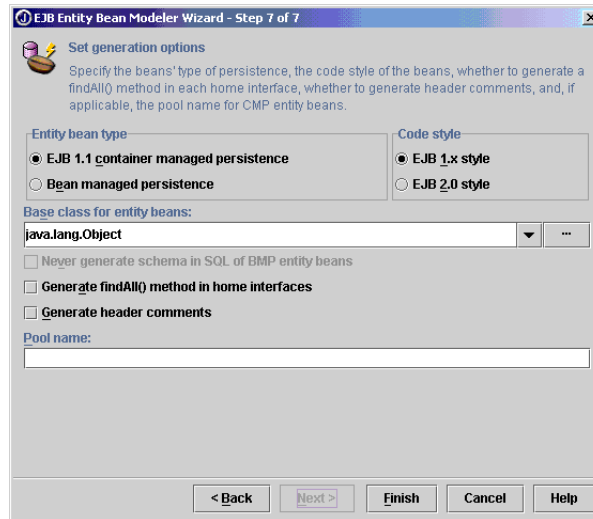 EJB Entity Bean Modeler Wizard - Step 7 of 7
Set generation options
Specify the beans' type of persistence, the code style of the beans, whether to generate a
findAll() method in each home interface, whether to generate header comments, and, if
applicable, the pool name for CMP entity beans.
Entity bean type
EJB 1.1 container managed persistence
Bean managed persistence
Code style
EJB 1.x style
EJB 2.0 style
Base class for entity beans:
java.lang.Object
...
Never generate schema in SQL of BMP entity beans
Generate findAll() method in home interfaces
Generate header comments
Pool name:
< Back Next > Finish Cancel Help